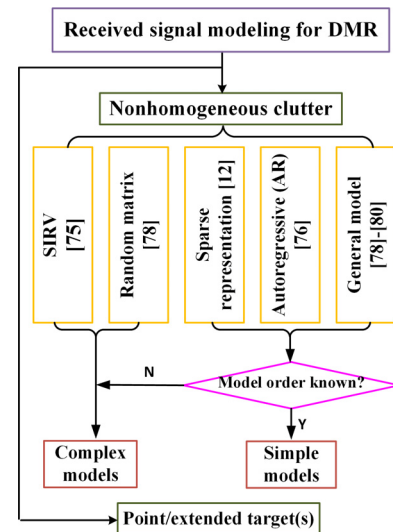 Received signal modeling for DMR
Nonhomogeneous clutter
SIRV
[75]
Random matrix
[78]
Sparse
representation [12]
Autoregressive (AR)
[76]
General model
[78]-[80]
N
Model order known?
Y
Complex
models
Simple
models
Point/extended target(s)